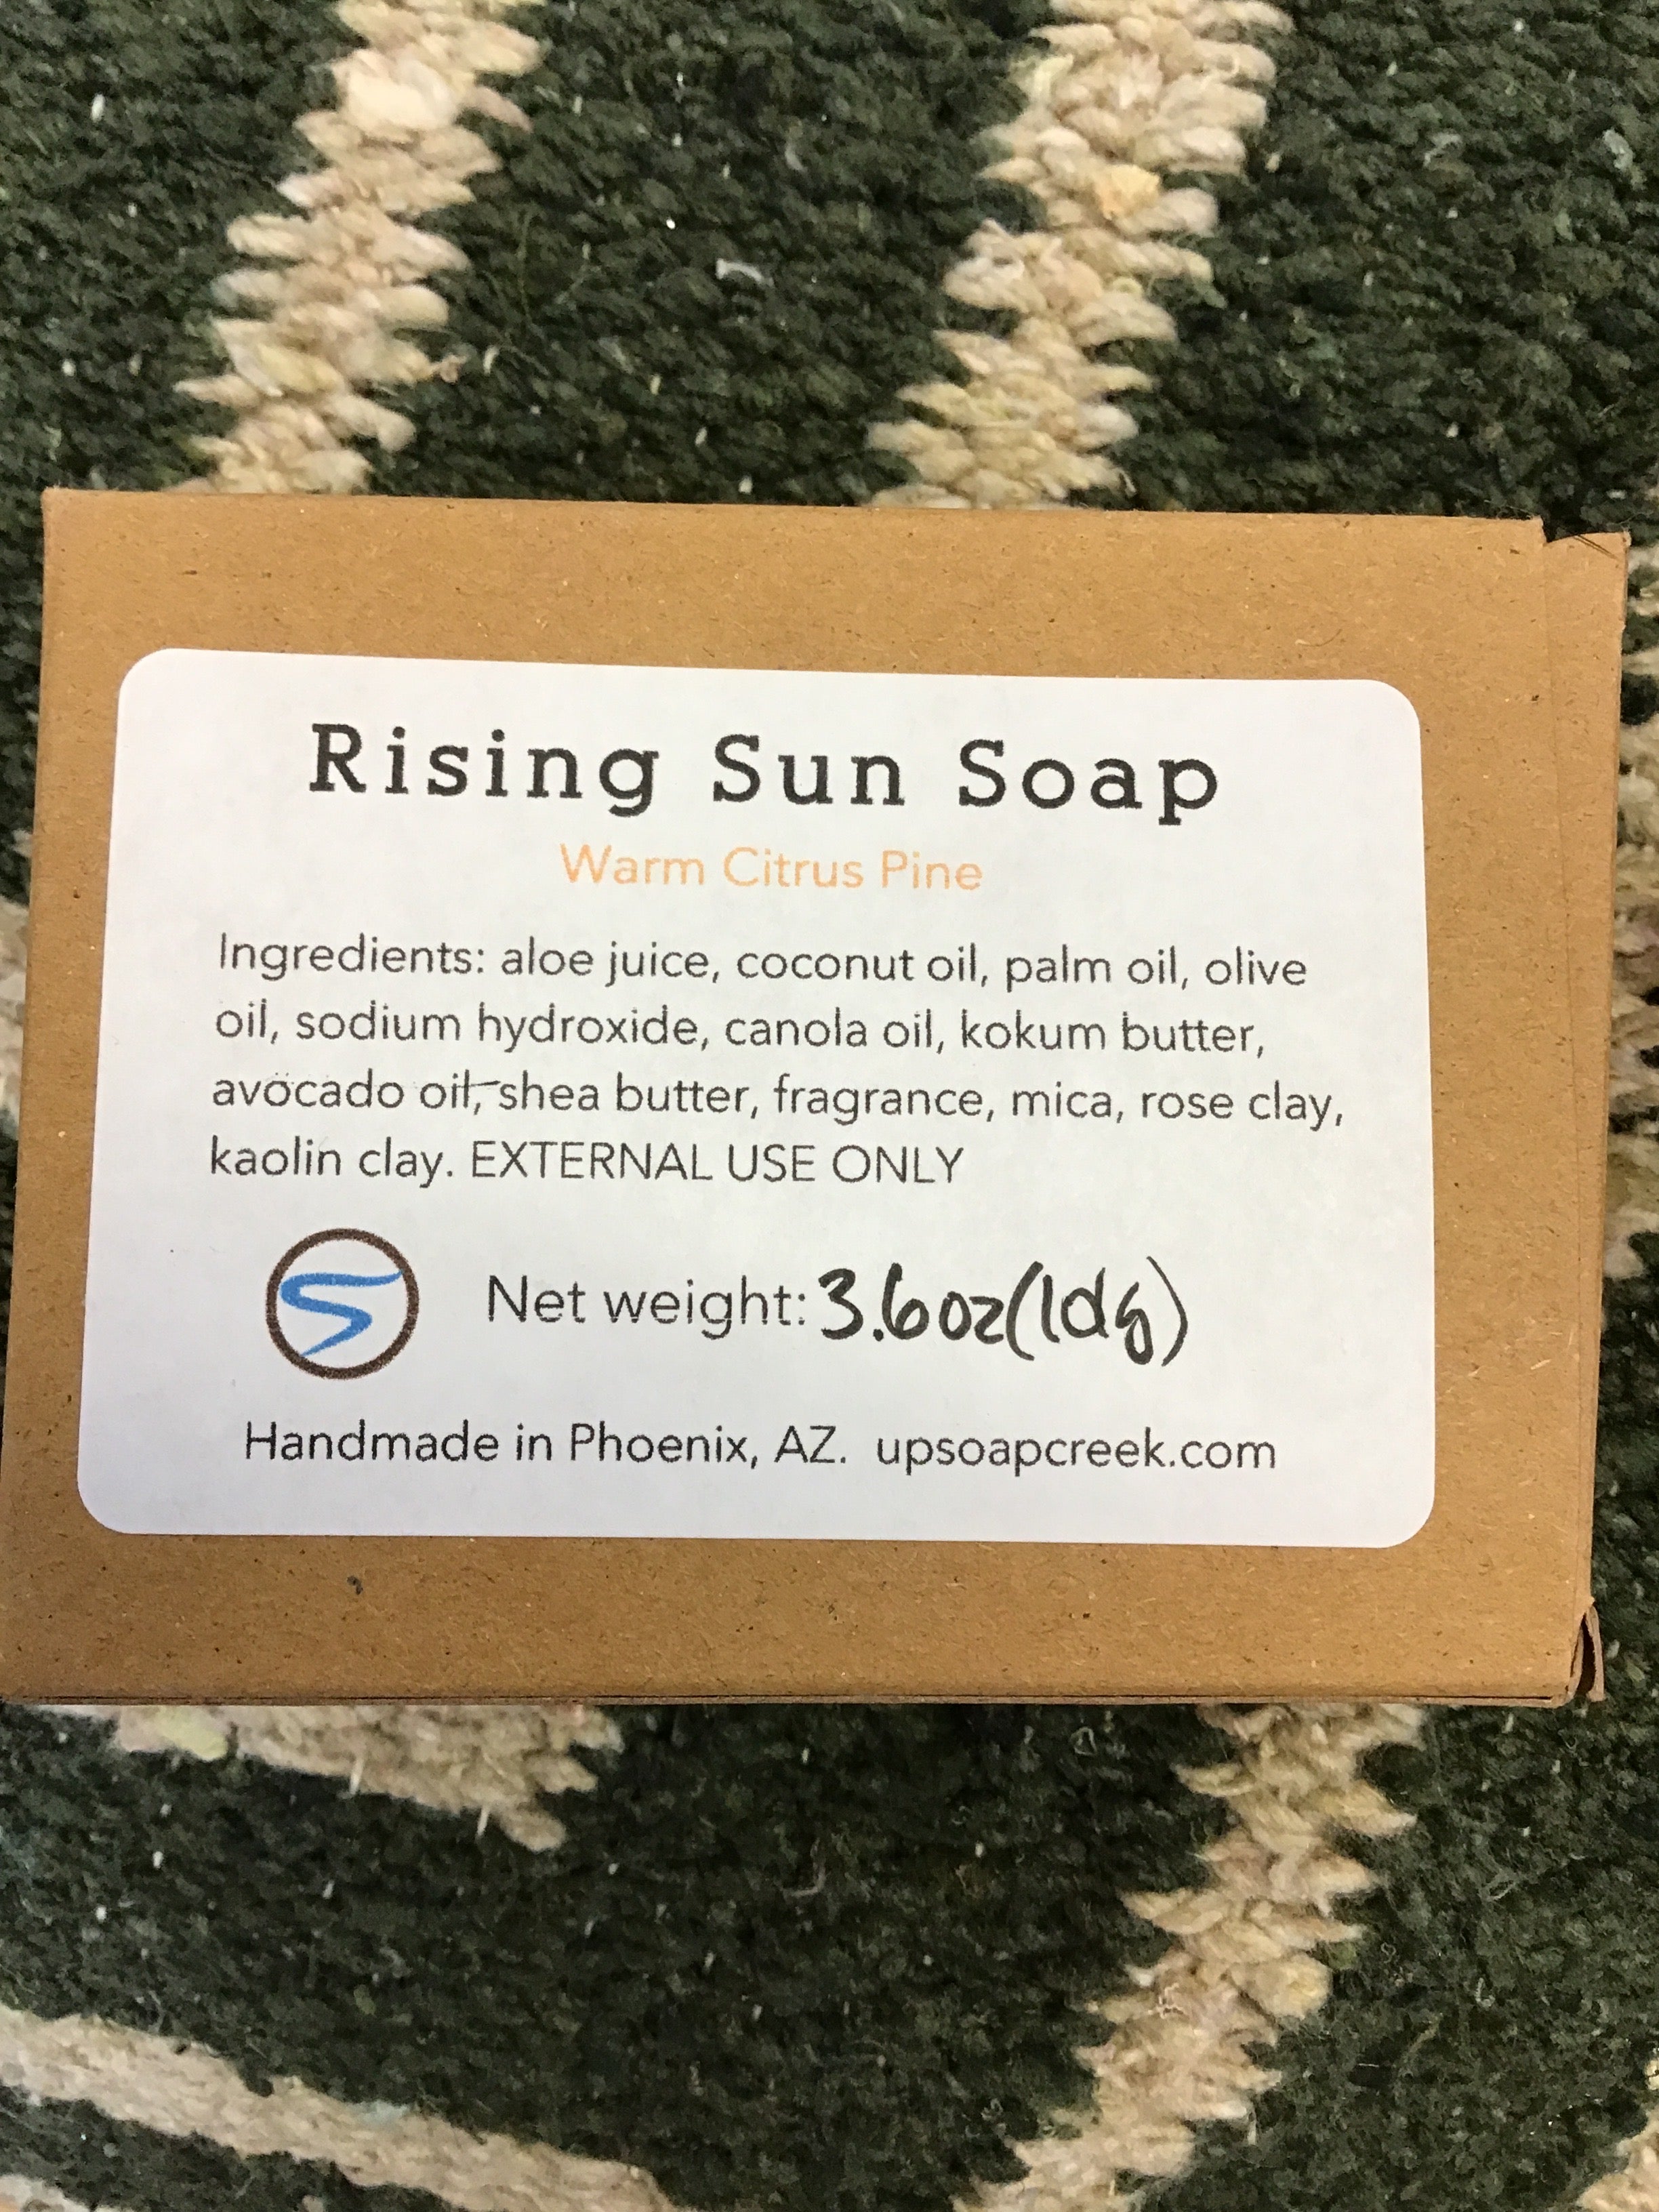 Rising Sun Soap
Warm Citrus Pine
Ingredients: aloe juice, coconut oil, palm oil, olive
oil, sodium hydroxide, canola oil, kokum butter,
avocado oil, shea butter, fragrance, mica, rose clay,
kaolin clay. EXTERNAL USE ONLY
Net weight: 3.6oz
Handmade in Phoenix, AZ. upsoapcreek.com